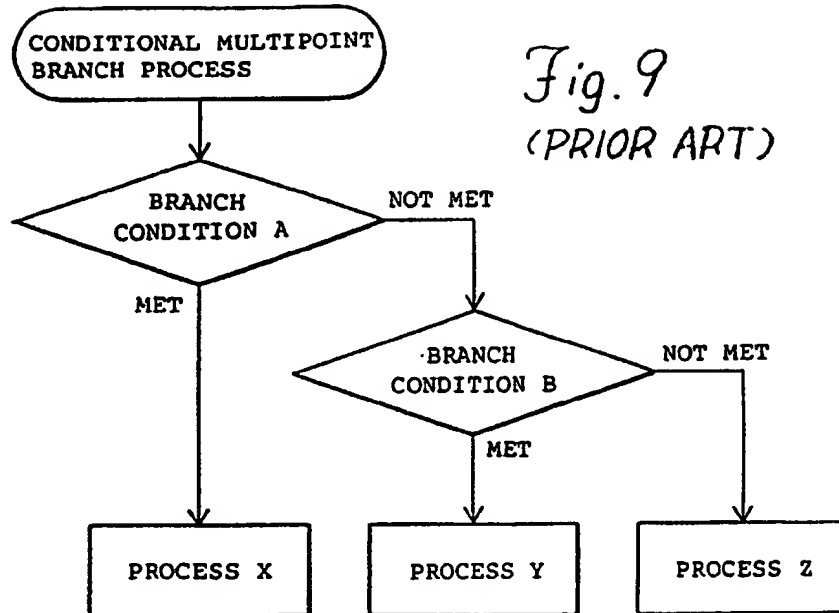 CONDITIONAL MULTIPOINT
BRANCH PROCESS
Fig. 9
(PRIOR ART)
BRANCH
CONDITION A
NOT MET
MET
BRANCH
CONDITION B
NOT MET
MET
PROCESS X
PROCESS Y
PROCESS Z